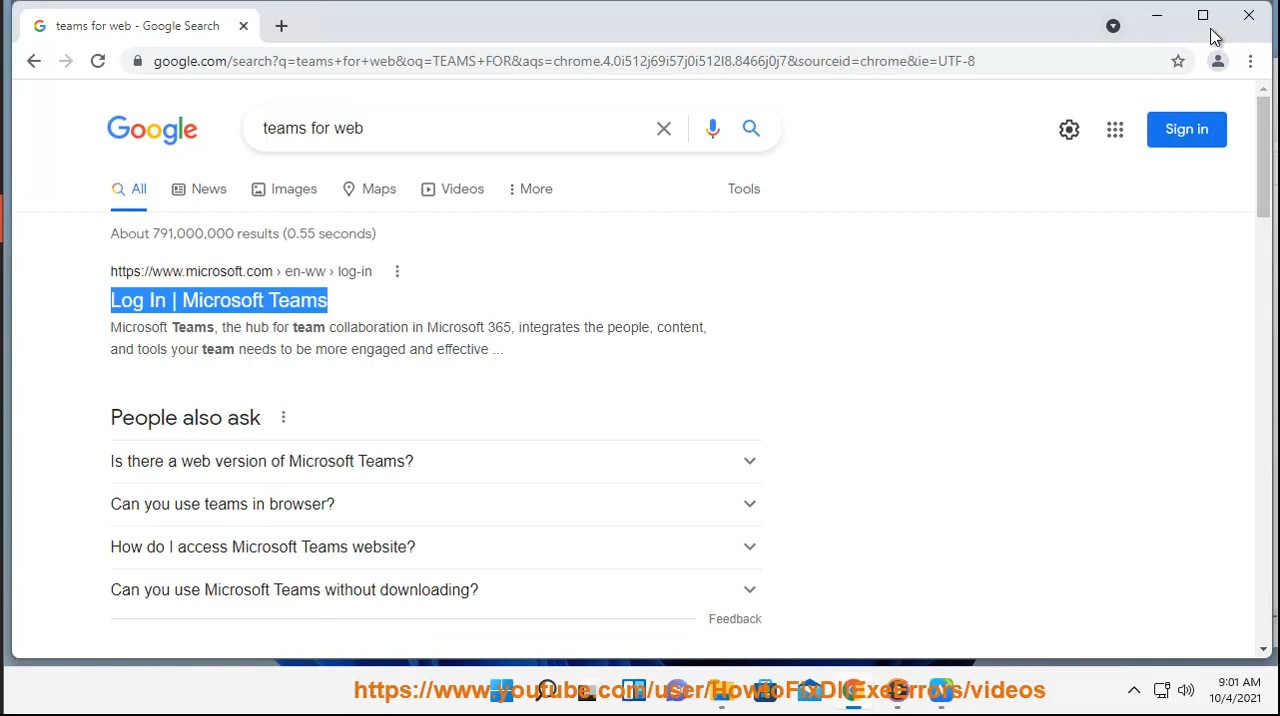 teams for web - Google Search
google.com/search?q=teams+for+web&oq=TEAMS+FOR&aqs=chrome.4.0i512j69i57j0i512l8.8466j0j7&sourceid=chrome&ie=UTF-8
Google
teams for web
Sign in
All
News
Images
Maps
Videos
More
Tools
About 791,000,000 results (0.55 seconds)
https://www.microsoft.com › en-ww › log-in
Log In | Microsoft Teams
Microsoft Teams, the hub for team collaboration in Microsoft 365, integrates the people, content,
and tools your team needs to be more engaged and effective ...
People also ask
Is there a web version of Microsoft Teams?
Can you use teams in browser?
How do I access Microsoft Teams website?
Can you use Microsoft Teams without downloading?
Feedback
https://www.youtube.com/user/HowtoFixDllExeErrors/videos
9:01 AM
10/4/2021